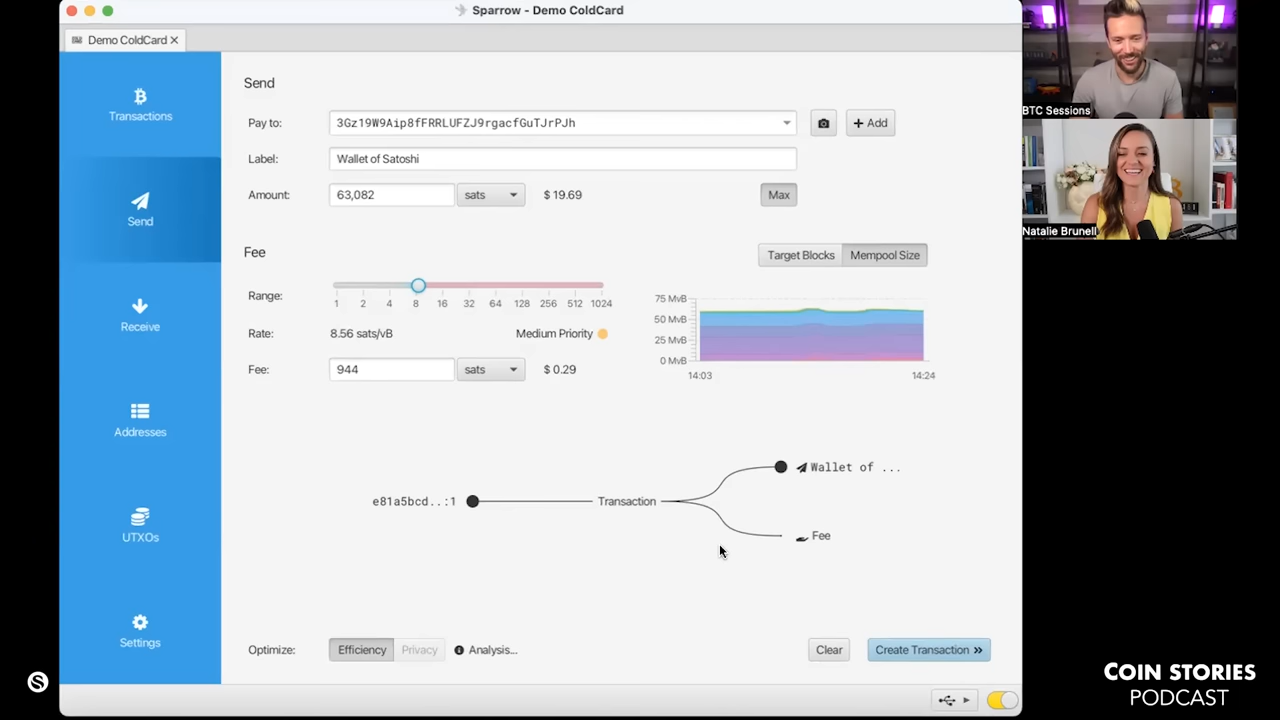 Sparrow - Demo ColdCard
Demo ColdCard
Transactions
Send
Receive
Addresses
UTXOs
Settings
Send
Pay to:
Add
Label: Wallet of Satoshi
Amount: 63,082 sats $ 19.69 Max
Fee
Target Blocks Mempool Size
Range:
1 2 4 8 16 32 64 128 256 512 1024
Rate: 8.56 sats/vB Medium Priority
Fee: 944 sats $ 0.29
75 MvB
50 MvB
25 MvB
0 MvB
14:03 14:24
e81a5bcd..:1 Transaction
Wallet of ...
Fee
Optimize: Efficiency Privacy Analysis... Clear Create Transaction »
BTC Sessions
Natalie Brunell
COIN STORIES
PODCAST